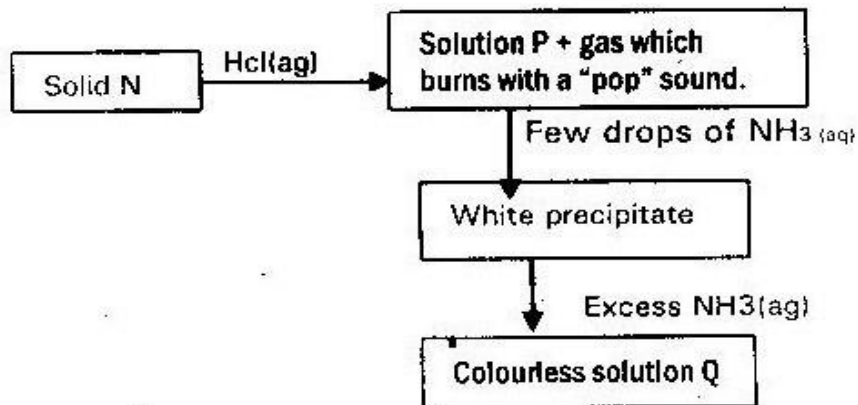 Solution P + gas which
burns with a "pop" sound.
Hcl(ag)
Solid N
Few drops of NH3 (aq)
White precipitate
Excess NH3(ag)
Colourless solution Q